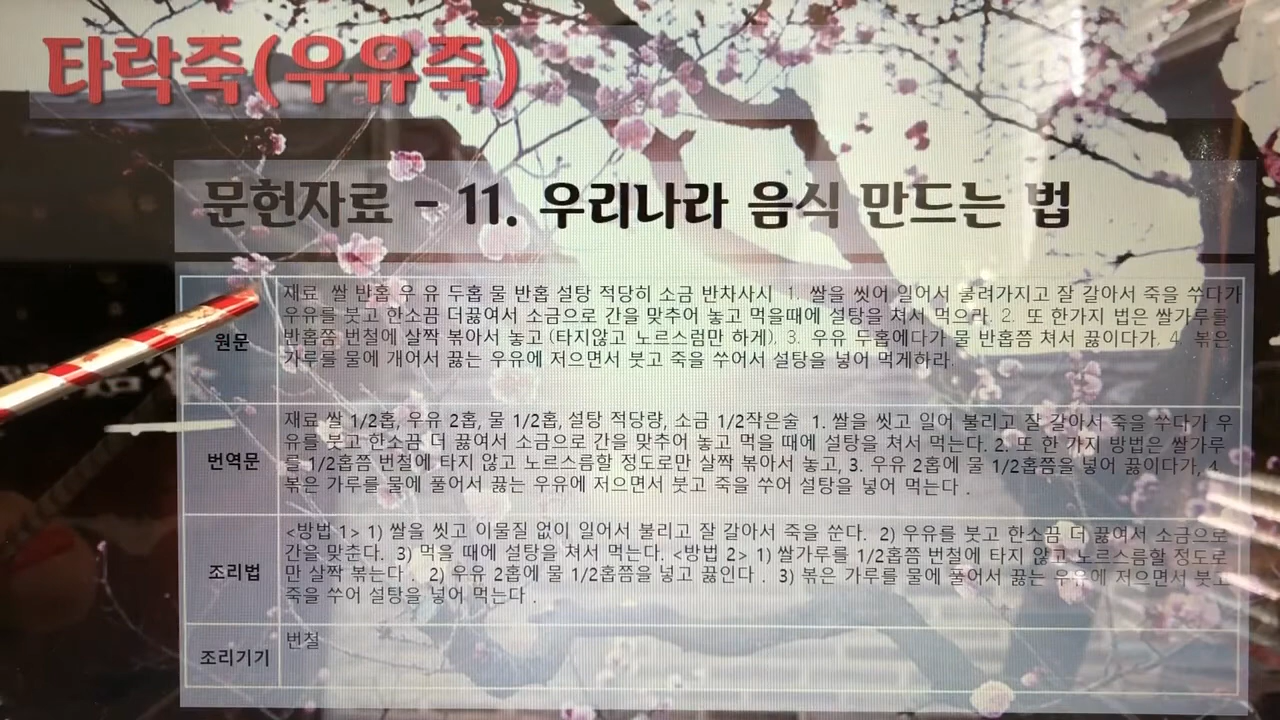 타락죽(우유죽)
문헌자료 - 11. 우리나라 음식 만드는 법
원문
재료 쌀 반홉 우 유 두홉 물 반홉 설탕 적당히 소금 반차사시 1. 쌀을 씻어 일어서 불려가지고 잘 갈아서 죽을 쑤다가
우유를 붓고 한소끔 더끓여서 소금으로 간을 맞추어 놓고 먹을때에 설탕을 쳐서 먹으라. 2. 또 한가지 법은 쌀가루를
반홉쯤 번철에 살짝 볶아서 놓고 (타지않고 노르스럼만 하게) 3. 우유 두홉에다가 물 반홉쯤 쳐서 끓이다가, 4. 볶은
가루를 물에 개어서 끓는 우유에 저으면서 붓고 죽을 쑤어서 설탕을 넣어 먹게하라.
번역문
재료 쌀 1/2홉, 우유 2홉, 물 1/2홉, 설탕 적당량, 소금 1/2작은술 1. 쌀을 씻고 일어 불리고 잘 갈아서 죽을 쑤다가 우
유를 붓고 한소끔 더 끓여서 소금으로 간을 맞추어 놓고 먹을 때에 설탕을 쳐서 먹는다. 2. 또 한 가지 방법은 쌀가루
를 1/2홉쯤 번철에 타지 않고 노르스름할 정도로만 살짝 볶아서 놓고, 3. 우유 2홉에 물 1/2홉쯤을 넣어 끓이다가, 4.
볶은 가루를 물에 풀어서 끓는 우유에 저으면서 붓고 죽을 쑤어 설탕을 넣어 먹는다 .
조리법
<방법 1> 1) 쌀을 씻고 이물질 없이 일어서 불리고 잘 갈아서 죽을 쑨다. 2) 우유를 붓고 한소끔 더 끓여서 소금으로
간을 맞춘다. 3) 먹을 때에 설탕을 쳐서 먹는다. <방법 2> 1) 쌀가루를 1/2홉쯤 번철에 타지 않고 노르스름할 정도로
만 살짝 볶는다 . 2) 우유 2홉에 물 1/2홉쯤을 넣고 끓인다 . 3) 볶은 가루를 물에 풀어서 끓는 우유에 저으면서 붓고
죽을 쑤어 설탕을 넣어 먹는다 .
조리기기
번철